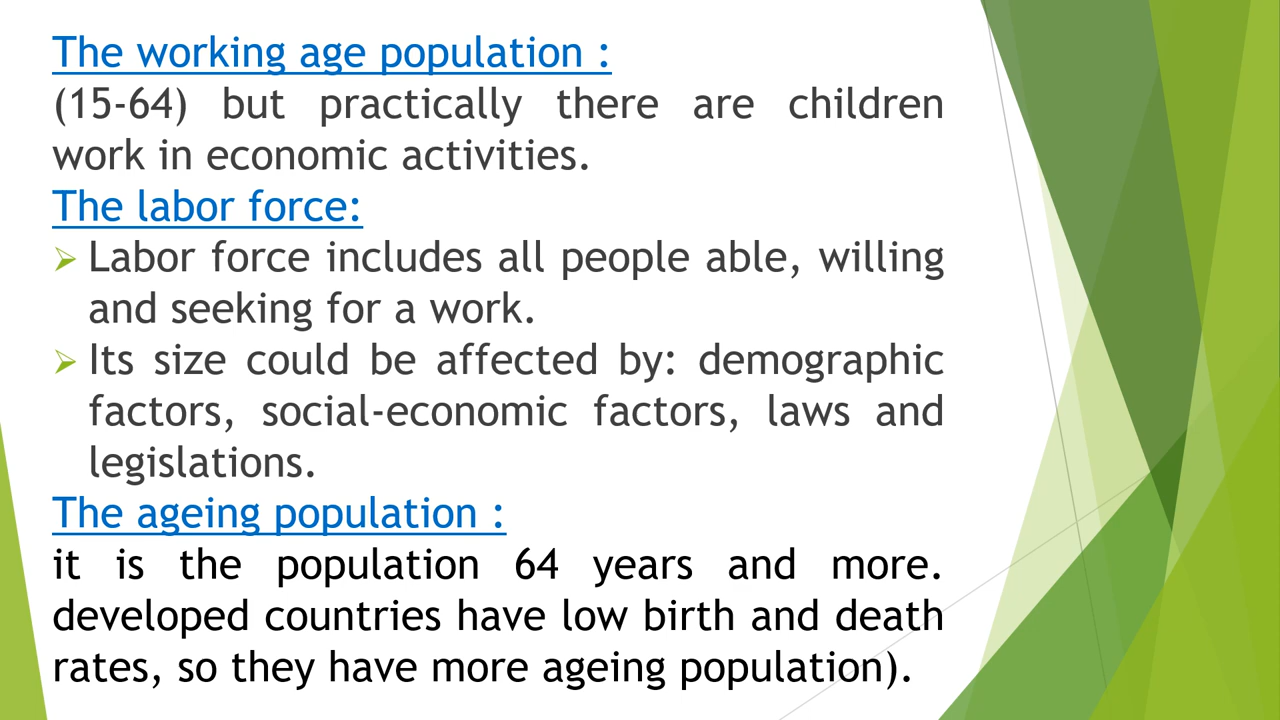 The working age population :
(15-64) but practically there are children
work in economic activities.
The labor force:
Labor force includes all people able, willing
and seeking for a work.
Its size could be affected by: demographic
factors, social-economic factors, laws and
legislations.
The ageing population :
it is the population 64 years and more.
developed countries have low birth and death
rates, so they have more ageing population).